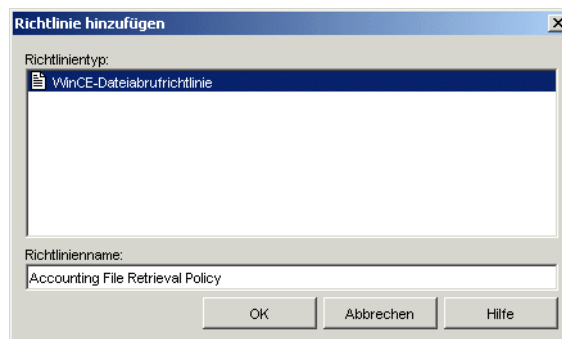 Richtlinie hinzufügen
Richtlinientyp:
WinCE-Dateiabrufrichtlinie
Richtlinienname:
Accounting File Retrieval Policy
OK Abbrechen Hilfe